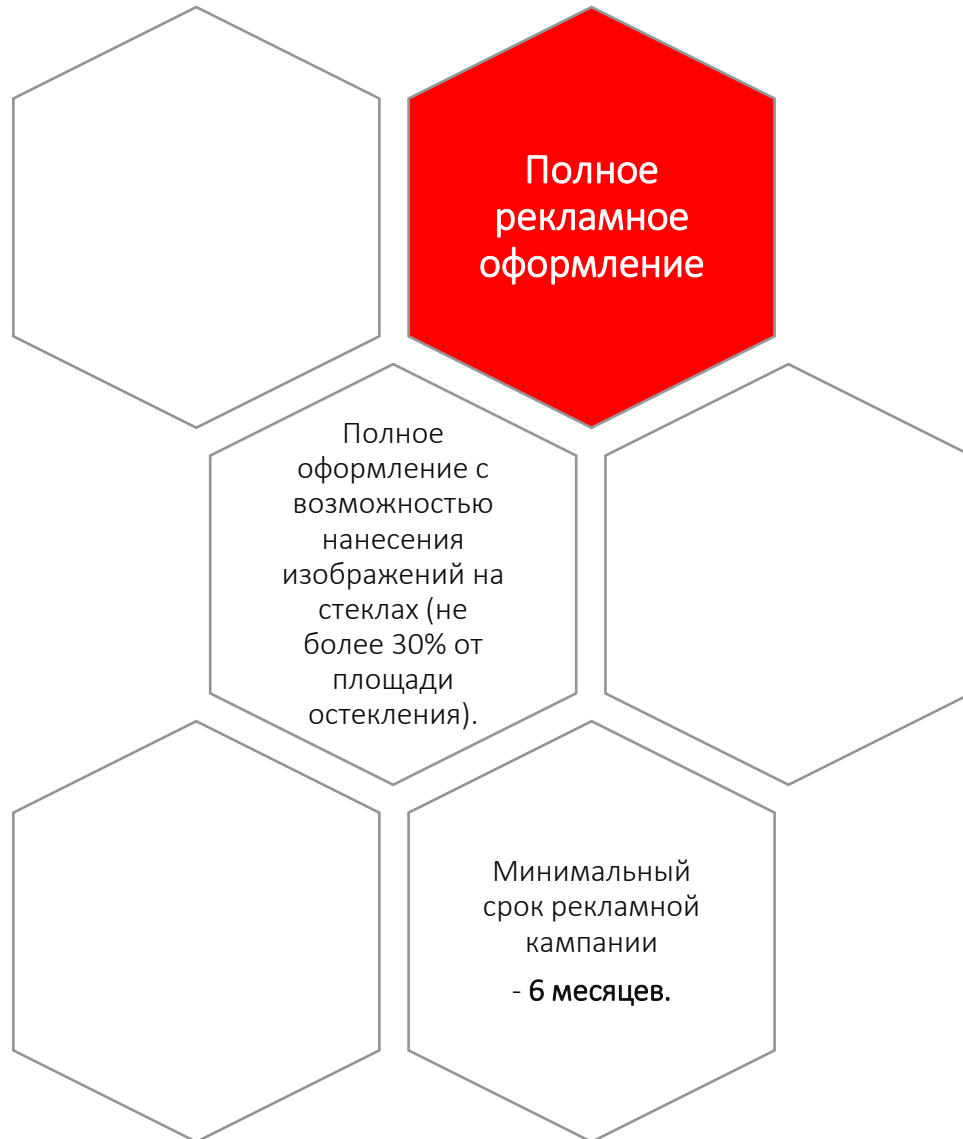 Полное
рекламное
оформление
Полное
оформление с
возможностью
нанесения
изображений на
стеклах (не
более 30% от
площади
остекления).
Минимальный
срок рекламной
кампании
- 6 месяцев.